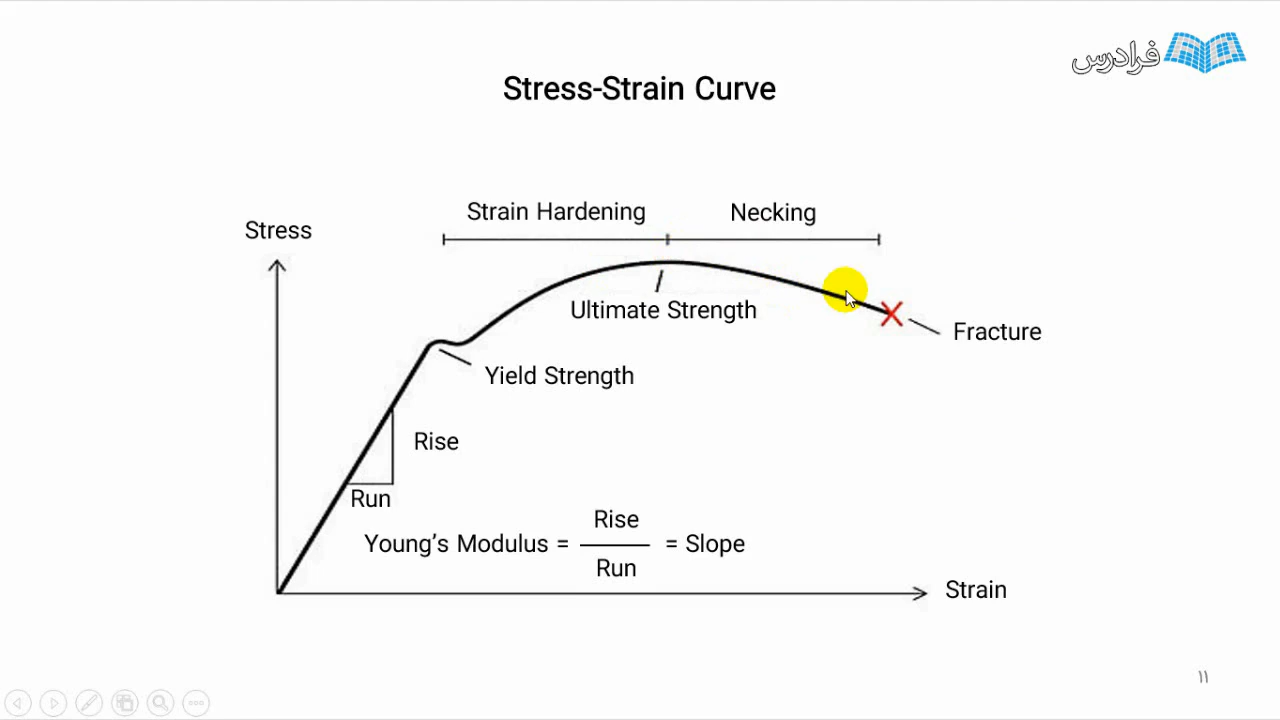 فرادرس
Stress-Strain Curve
Strain Hardening
Necking
Stress
Ultimate Strength
Fracture
Yield Strength
Rise
Run
Young’s Modulus = Rise / Run = Slope
Strain
۱۱